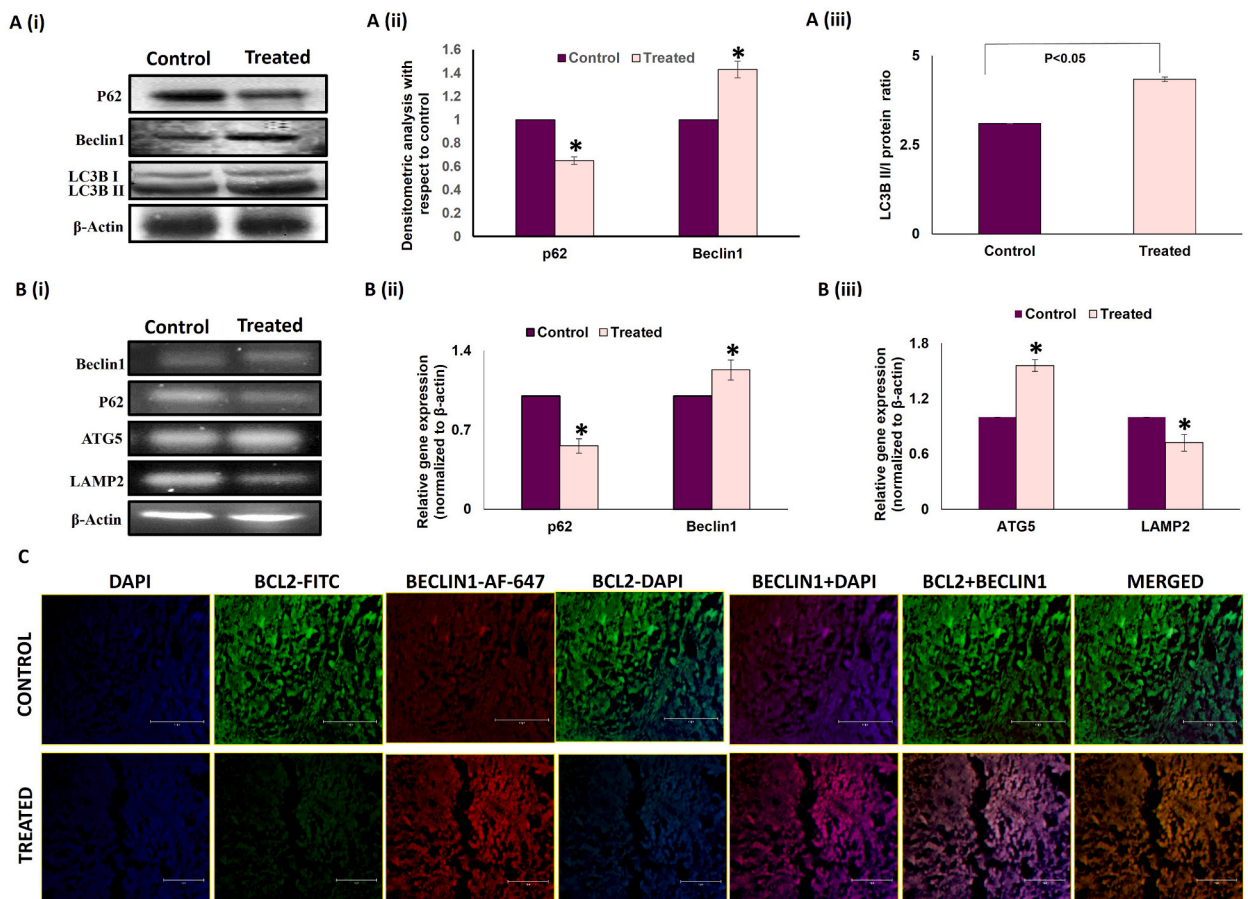 A (i)
Control Treated
P62
Beclin1
LC3B I
LC3B II
β-Actin
A (ii)
Densitometric analysis with
respect to control
1.6
1.4
1.2
1
0.8
0.6
0.4
0.2
0
Control Treated
*
*
p62 Beclin1
A (iii)
LC3B II/I protein ratio
5
2.5
0
P<0.05
Control Treated
B (i)
Control Treated
Beclin1
P62
ATG5
LAMP2
β-Actin
B (ii)
Control Treated
Relative gene expression
(normalized to β-actin)
1.4
0.7
0
*
*
p62 Beclin1
B (iii)
Control Treated
Relative gene expression
(normalized to β-actin)
1.8
1.2
0.6
0
*
*
ATG5 LAMP2
C
DAPI BCL2-FITC BECLIN1-AF-647 BCL2-DAPI BECLIN1+DAPI BCL2+BECLIN1 MERGED
CONTROL
TREATED